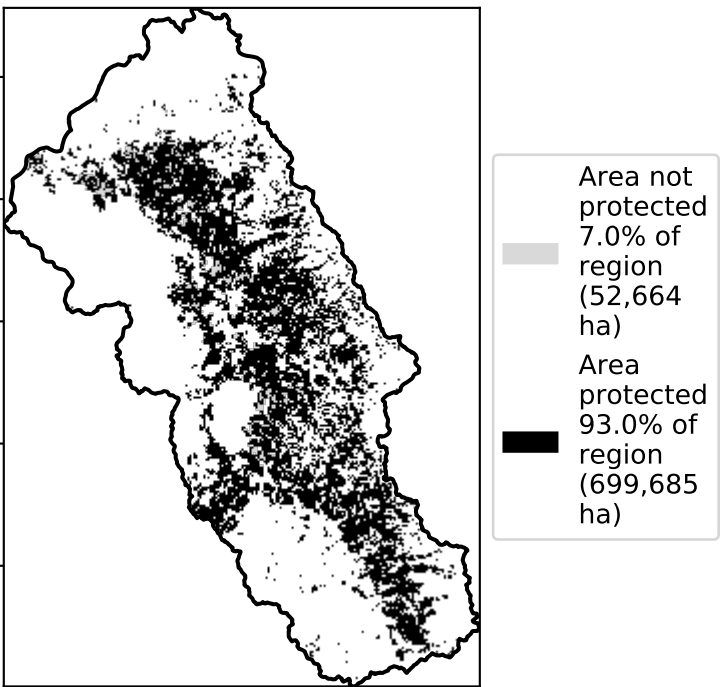 Area not
protected
7.0% of
region
(52,664
ha)
Area
protected
93.0% of
region
(699,685
ha)